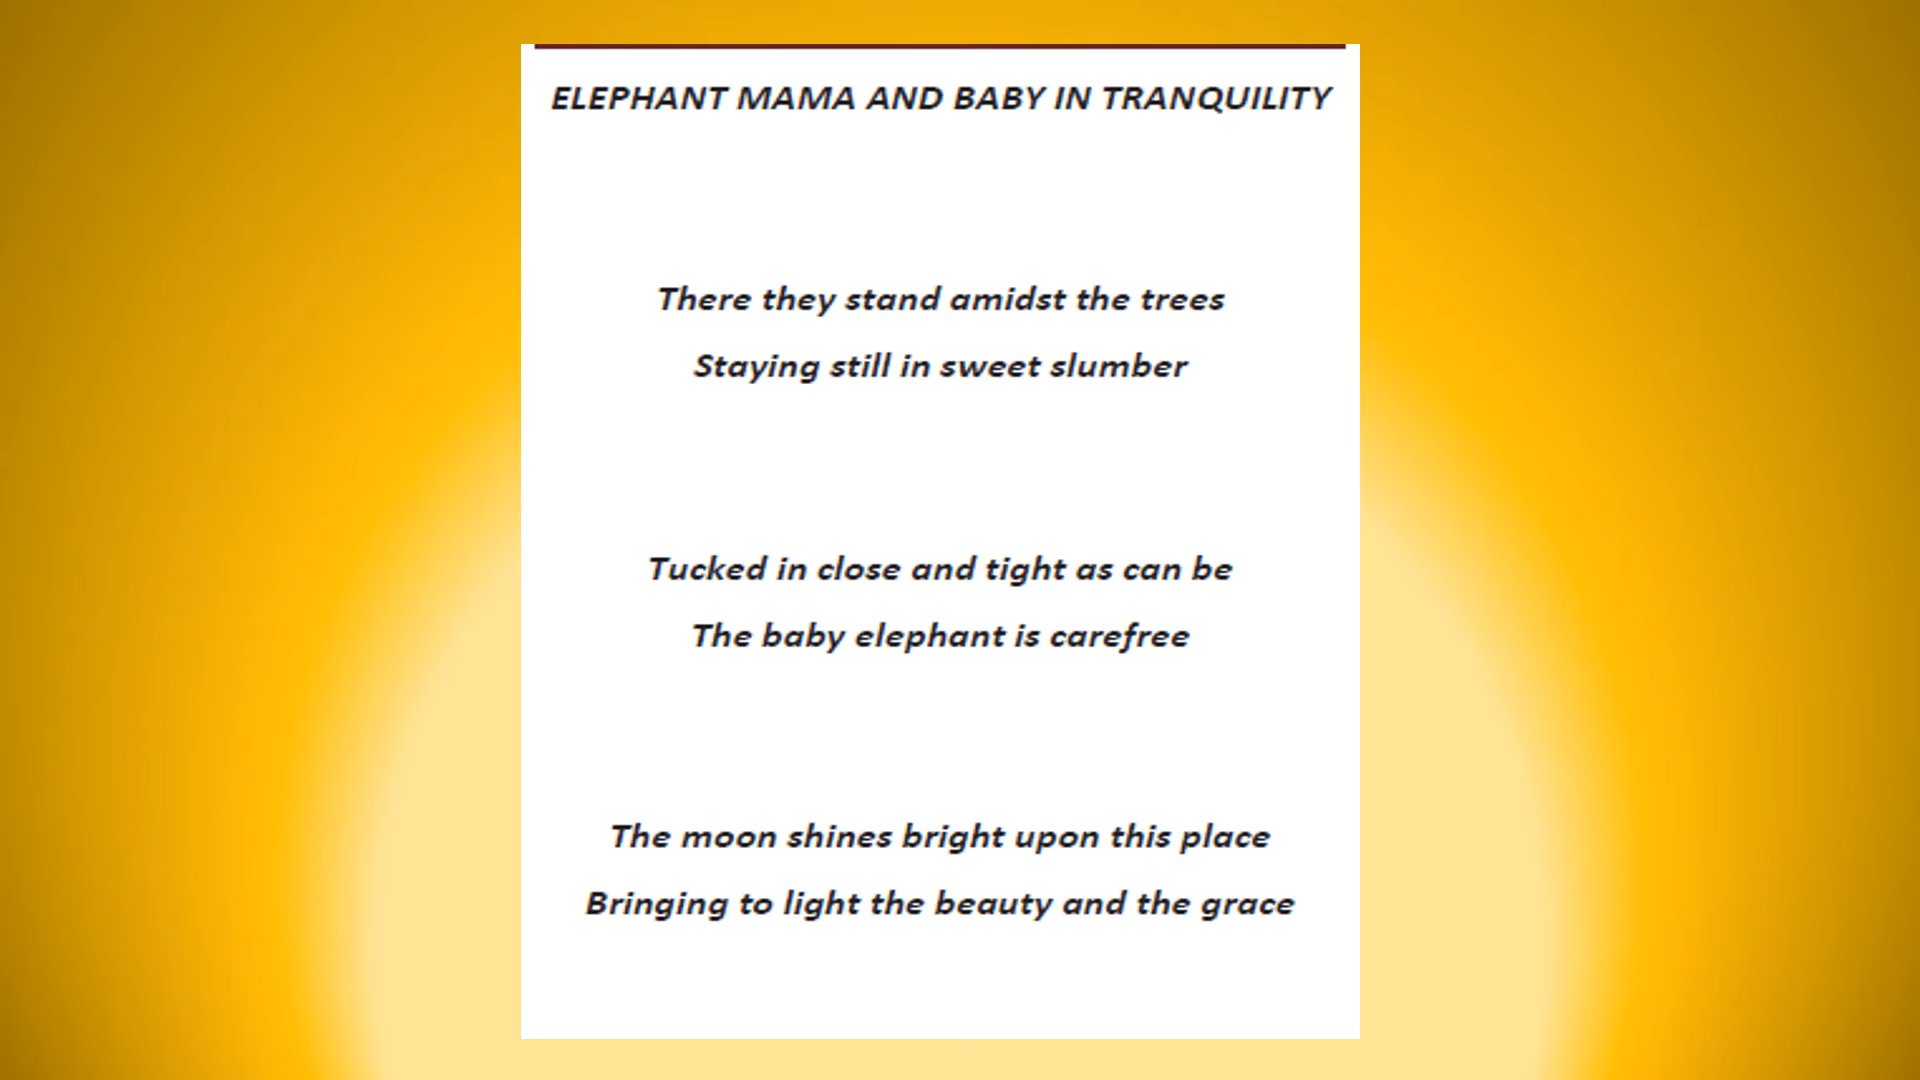 ELEPHANT MAMA AND BABY IN TRANQUILITY
There they stand amidst the trees
Staying still in sweet slumber
Tucked in close and tight as can be
The baby elephant is carefree
The moon shines bright upon this place
Bringing to light the beauty and the grace